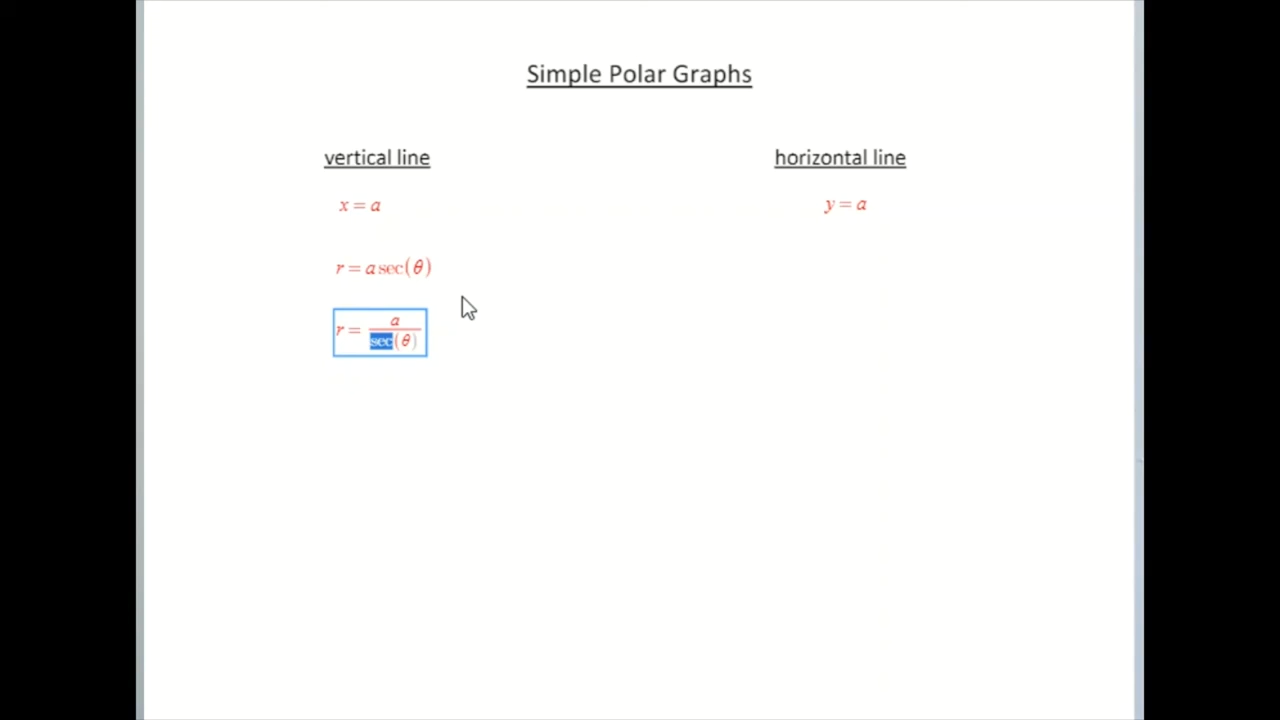 Simple Polar Graphs
vertical line
horizontal line
x = a
y = a
r = a sec(θ)
r = a / sec(θ)